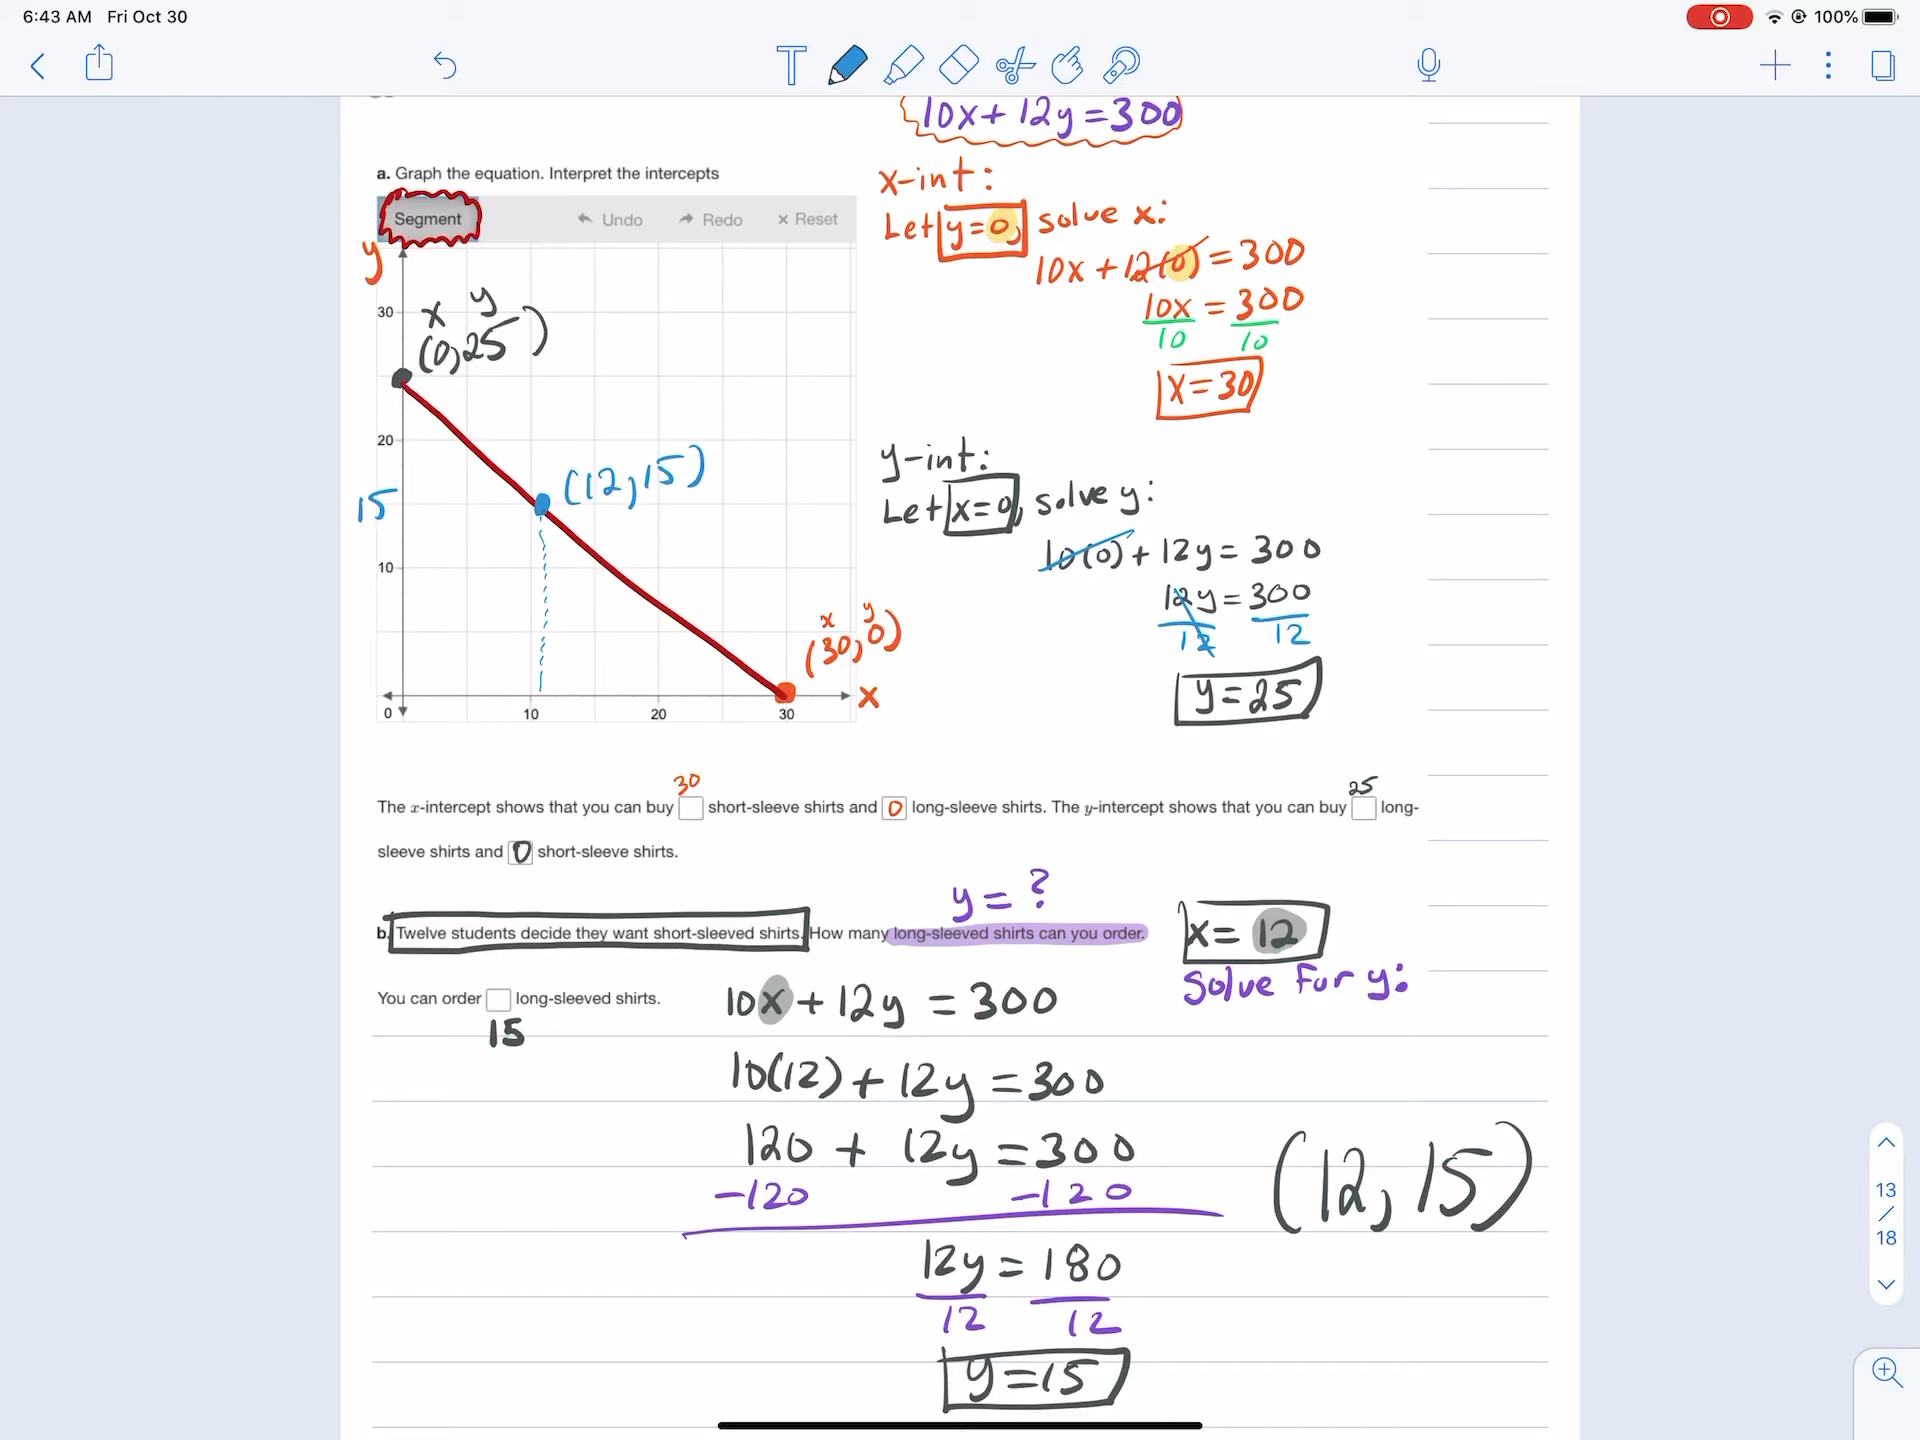 6:43 AM Fri Oct 30
100%
10x + 12y = 300
a. Graph the equation. Interpret the intercepts
Segment Undo Redo × Reset
y
30
x y
(0,25)
20
15
(12,15)
10
x y
(30,0)
x
0 10 20 30
x-int:
Let y=0, solve x:
10x + 12(0) = 300
10x = 300
10 10
x=30
y-int:
Let x=0, solve y:
10(0) + 12y = 300
12y = 300
12 12
y=25
30 25
The x-intercept shows that you can buy short-sleeve shirts and 0 long-sleeve shirts. The y-intercept shows that you can buy long-
sleeve shirts and 0 short-sleeve shirts.
y = ?
b. Twelve students decide they want short-sleeved shirts. How many long-sleeved shirts can you order.
x = 12
Solve for y:
You can order long-sleeved shirts.
15
10x + 12y = 300
10(12) + 12y = 300
120 + 12y = 300
-120 -120
(12, 15)
12y = 180
12 12
y=15
13
/
18